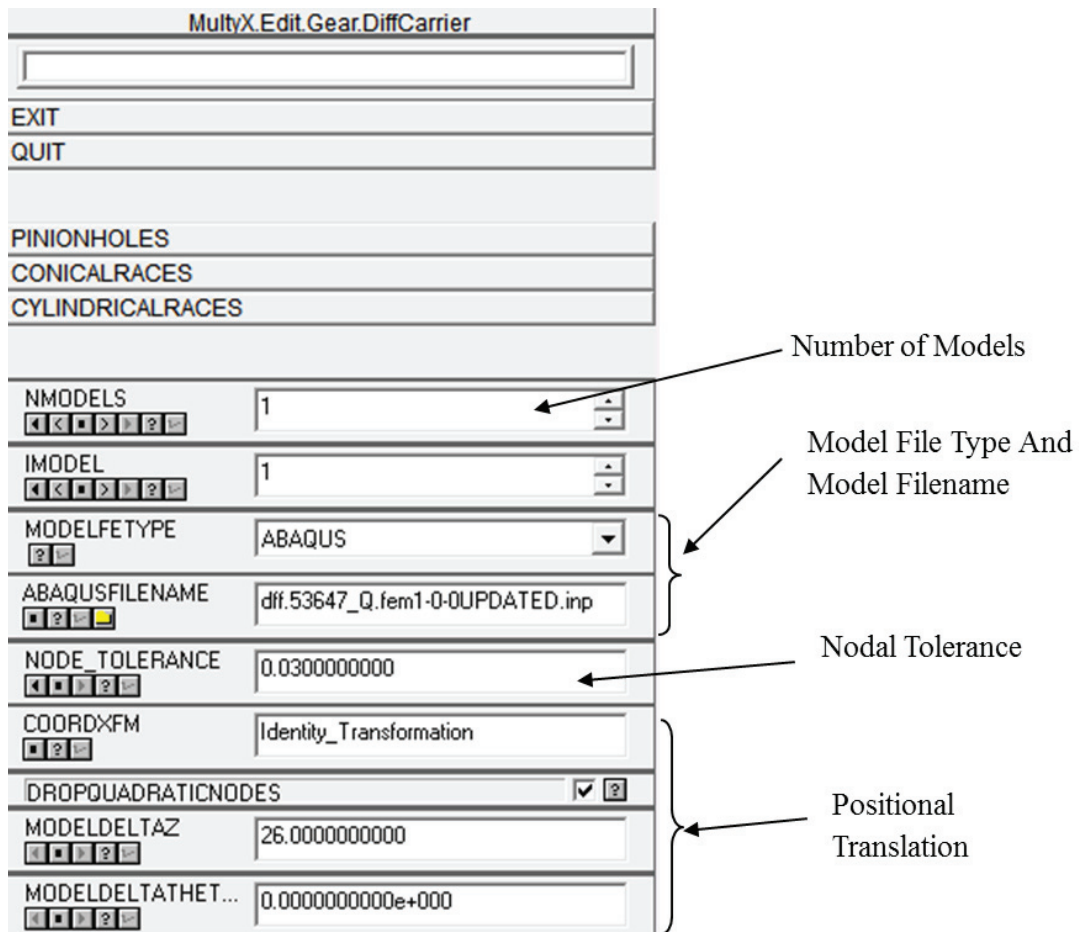 MultyX.Edit.Gear.DiffCarrier
EXIT
QUIT
PINIONHOLES
CONICALRACES
CYLINDRICALRACES
Number of Models
NMODELS
1
Model File Type And
Model Filename
IMODEL
1
MODELFETYPE
ABAQUS
ABAQUSFILENAME
dff.53647_Q.fem1-0-0UPDATED.inp
Nodal Tolerance
NODE_TOLERANCE
0.0300000000
COORDXFM
Identity_Transformation
DROPQUADRATICNODES
Positional
Translation
MODELDELTAZ
26.0000000000
MODELDELTATHET...
0.0000000000e+000